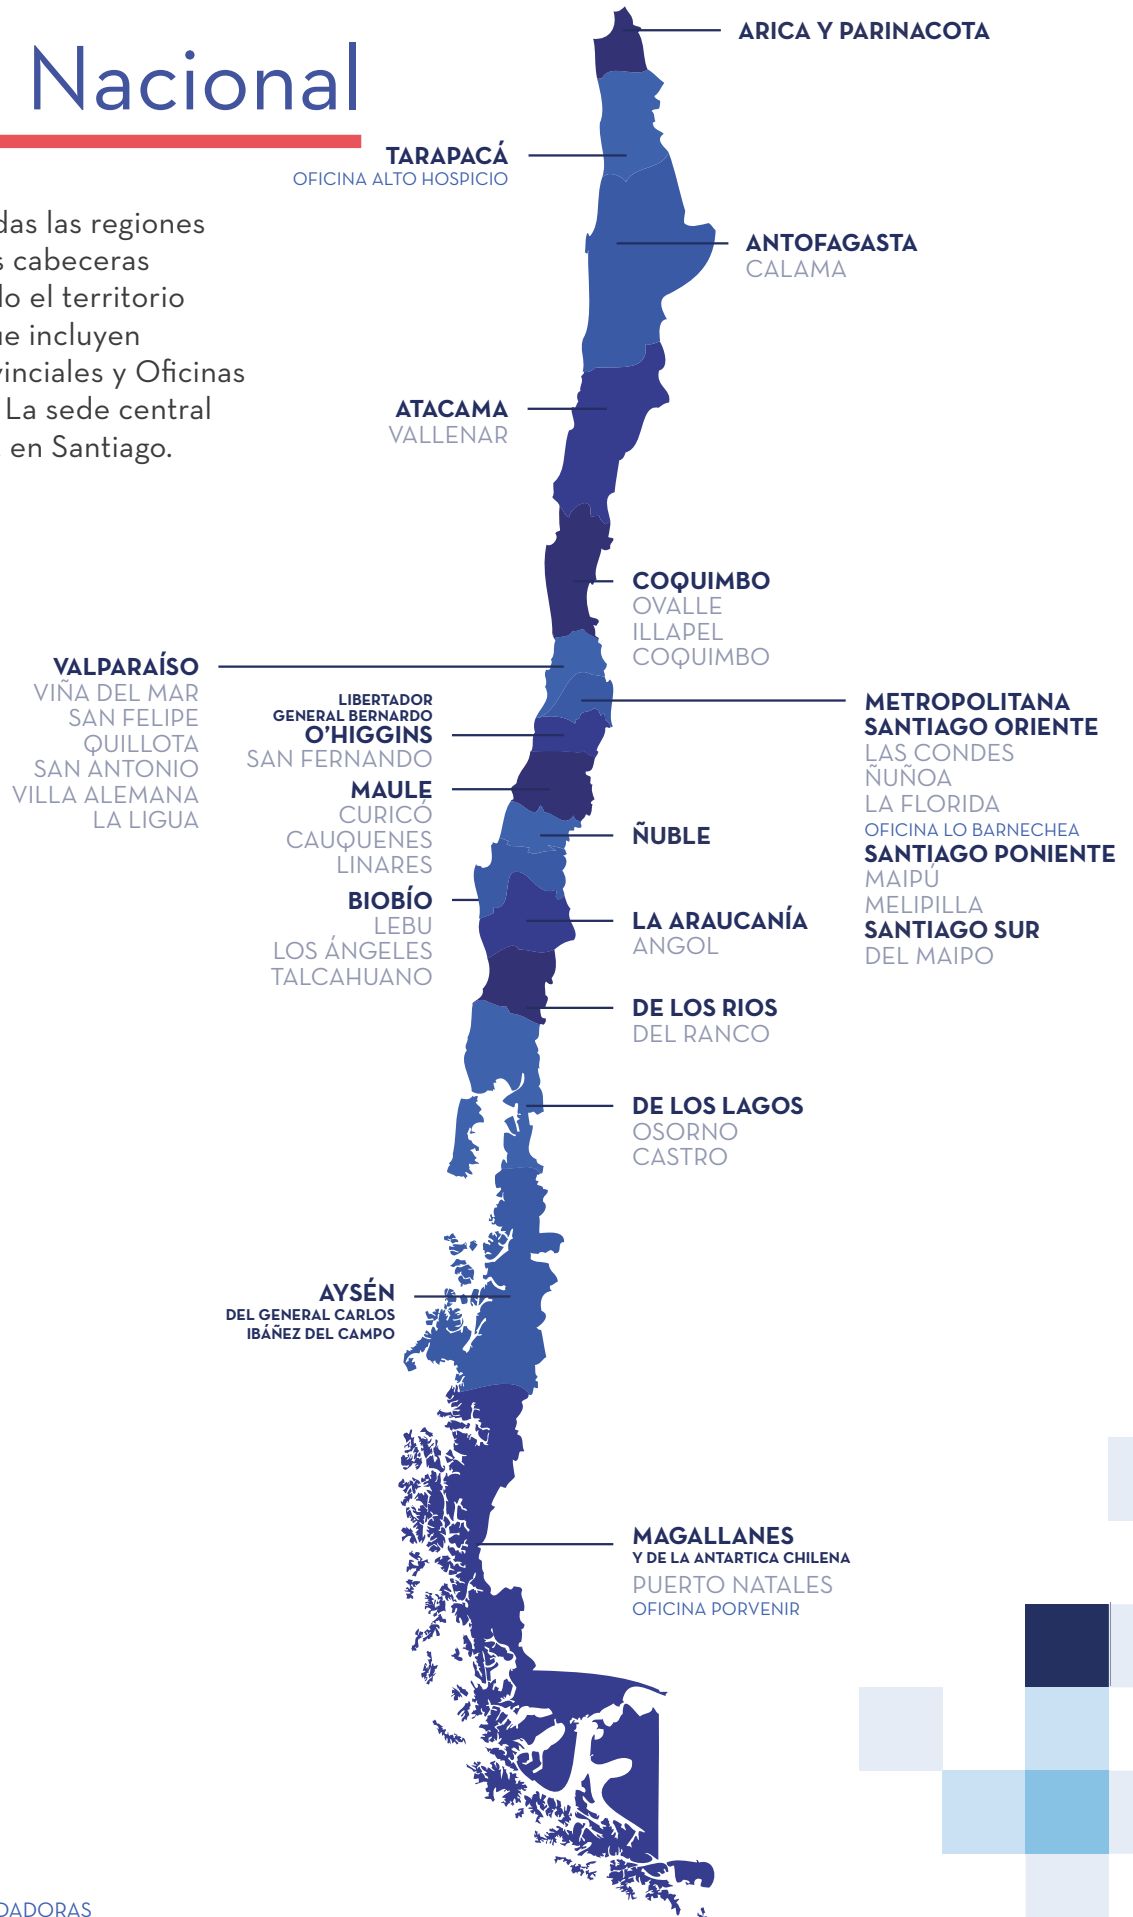 Nacional
das las regiones
s cabeceras
do el territorio
ue incluyen
vinciales y Oficinas
La sede central
en Santiago.
ARICA Y PARINACOTA
TARAPACÁ
OFICINA ALTO HOSPICIO
ANTOFAGASTA
CALAMA
ATACAMA
VALLENAR
COQUIMBO
OVALLE
ILLAPEL
COQUIMBO
VALPARAÍSO
VIÑA DEL MAR
SAN FELIPE
QUILLOTA
SAN ANTONIO
VILLA ALEMANA
LA LIGUA
LIBERTADOR
GENERAL BERNARDO
O'HIGGINS
SAN FERNANDO
METROPOLITANA
SANTIAGO ORIENTE
LAS CONDES
ÑUÑOA
LA FLORIDA
OFICINA LO BARNECHEA
SANTIAGO PONIENTE
MAIPÚ
MELIPILLA
SANTIAGO SUR
DEL MAIPO
MAULE
CURICÓ
CAUQUENES
LINARES
ÑUBLE
BIOBÍO
LEBU
LOS ÁNGELES
TALCAHUANO
LA ARAUCANÍA
ANGOL
DE LOS RIOS
DEL RANCO
DE LOS LAGOS
OSORNO
CASTRO
AYSÉN
DEL GENERAL CARLOS
IBÁÑEZ DEL CAMPO
MAGALLANES
Y DE LA ANTARTICA CHILENA
PUERTO NATALES
OFICINA PORVENIR
DADORAS